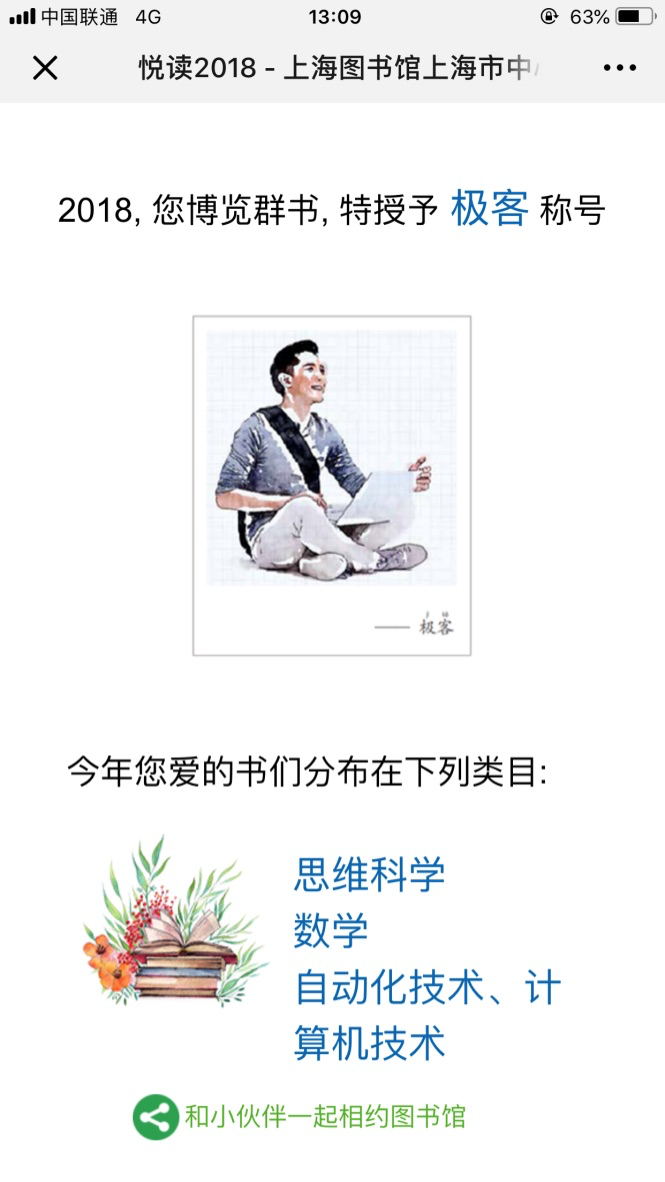 中国联通 4G 13:09 63%
悦读2018 - 上海图书馆上海市中
2018, 您博览群书, 特授予 极客 称号
—— 极客
今年您爱的书们分布在下列类目:
思维科学
数学
自动化技术、计
算机技术
和小伙伴一起相约图书馆